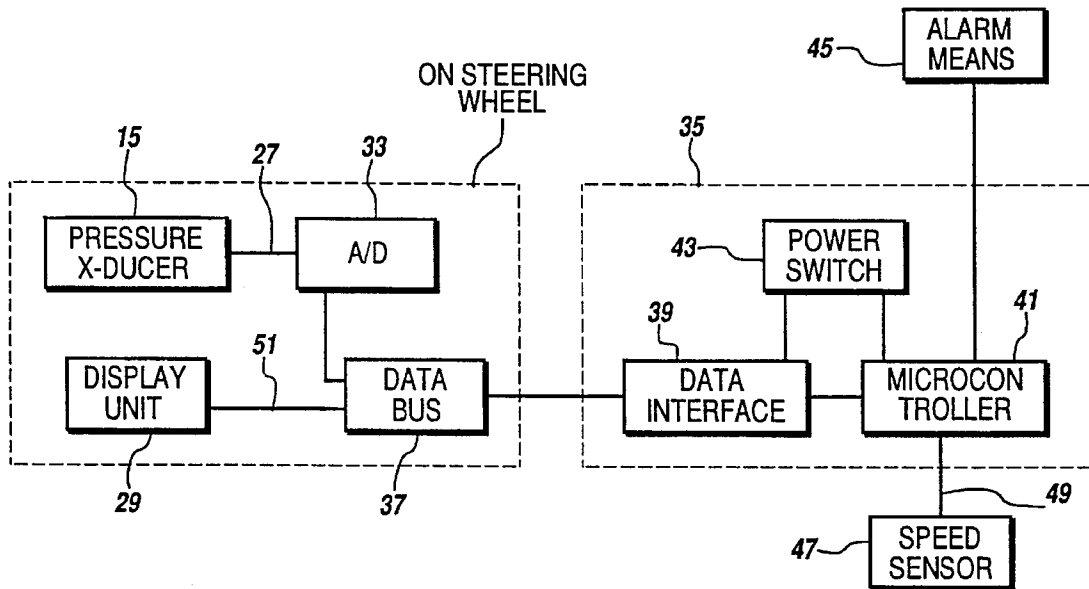 ALARM
MEANS
45
ON STEERING
WHEEL
15
27
33
35
PRESSURE
X-DUCER
A/D
43
POWER
SWITCH
39
41
DISPLAY
UNIT
51
DATA
BUS
DATA
INTERFACE
MICROCON
TROLLER
29
37
49
47
SPEED
SENSOR